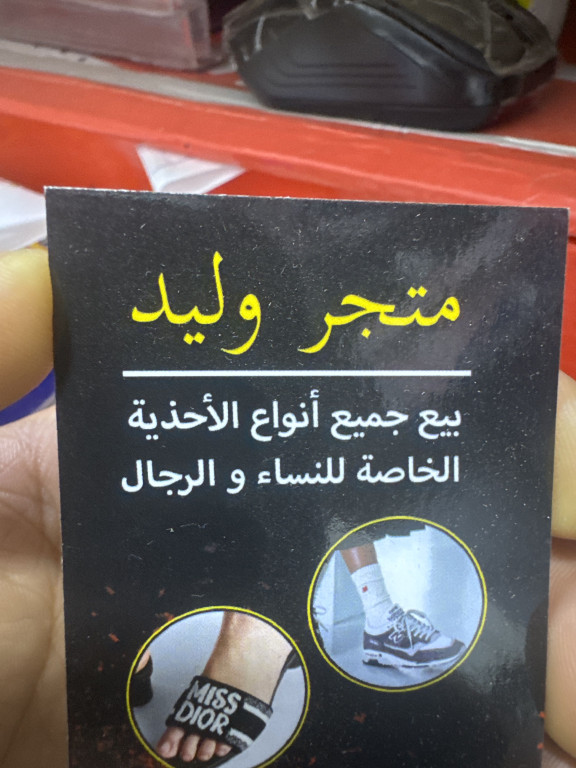 متجر وليد
بيع جميع أنواع الأحذية
الخاصة للنساء و الرجال
MISS
DIOR